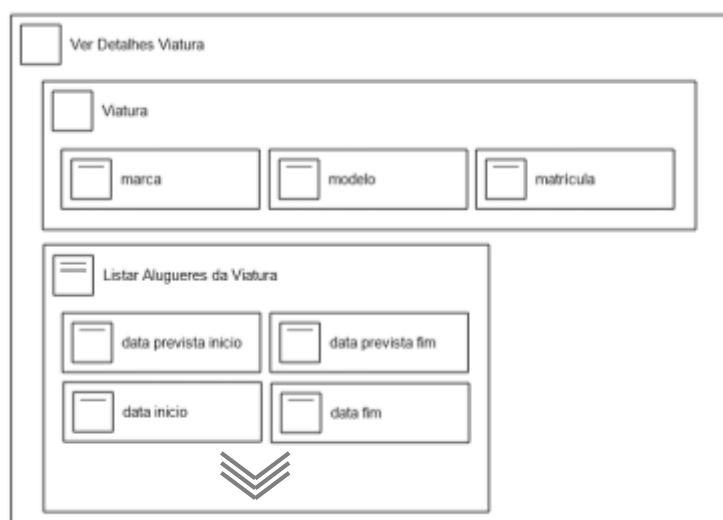 Ver Detalhes Viatura
Viatura
marca modelo matrícula
Listar Alugueres da Viatura
data prevista inicio data prevista fim
data inicio data fim